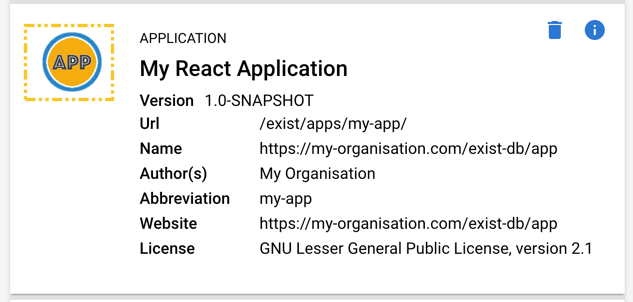 APP
APPLICATION
My React Application
Version 1.0-SNAPSHOT
Url /exist/apps/my-app/
Name https://my-organisation.com/exist-db/app
Author(s) My Organisation
Abbreviation my-app
Website https://my-organisation.com/exist-db/app
License GNU Lesser General Public License, version 2.1